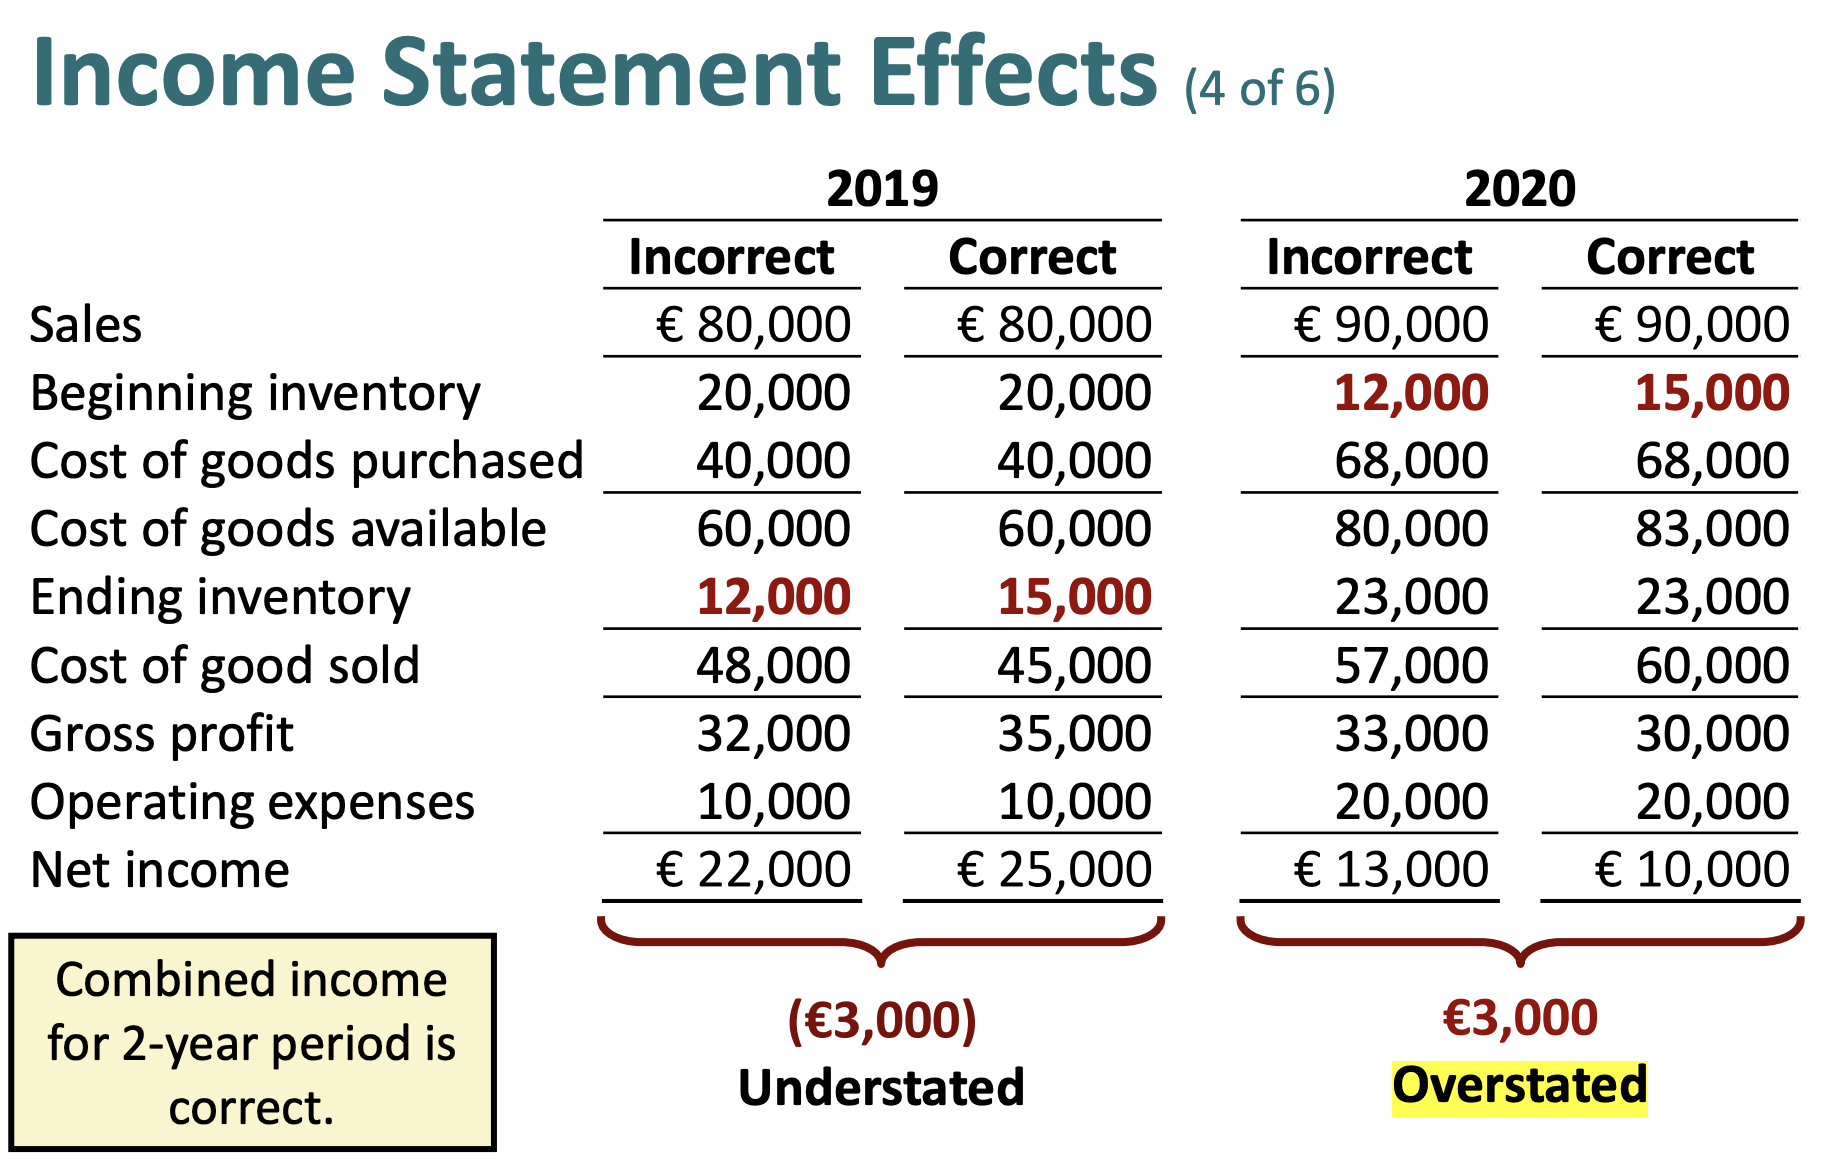 Income Statement Effects (4 of 6)
2019 2020
Incorrect Correct Incorrect Correct
Sales € 80,000 € 80,000 € 90,000 € 90,000
Beginning inventory 20,000 20,000 12,000 15,000
Cost of goods purchased 40,000 40,000 68,000 68,000
Cost of goods available 60,000 60,000 80,000 83,000
Ending inventory 12,000 15,000 23,000 23,000
Cost of good sold 48,000 45,000 57,000 60,000
Gross profit 32,000 35,000 33,000 30,000
Operating expenses 10,000 10,000 20,000 20,000
Net income € 22,000 € 25,000 € 13,000 € 10,000
Combined income
for 2-year period is
correct.
(€3,000) €3,000
Understated Overstated